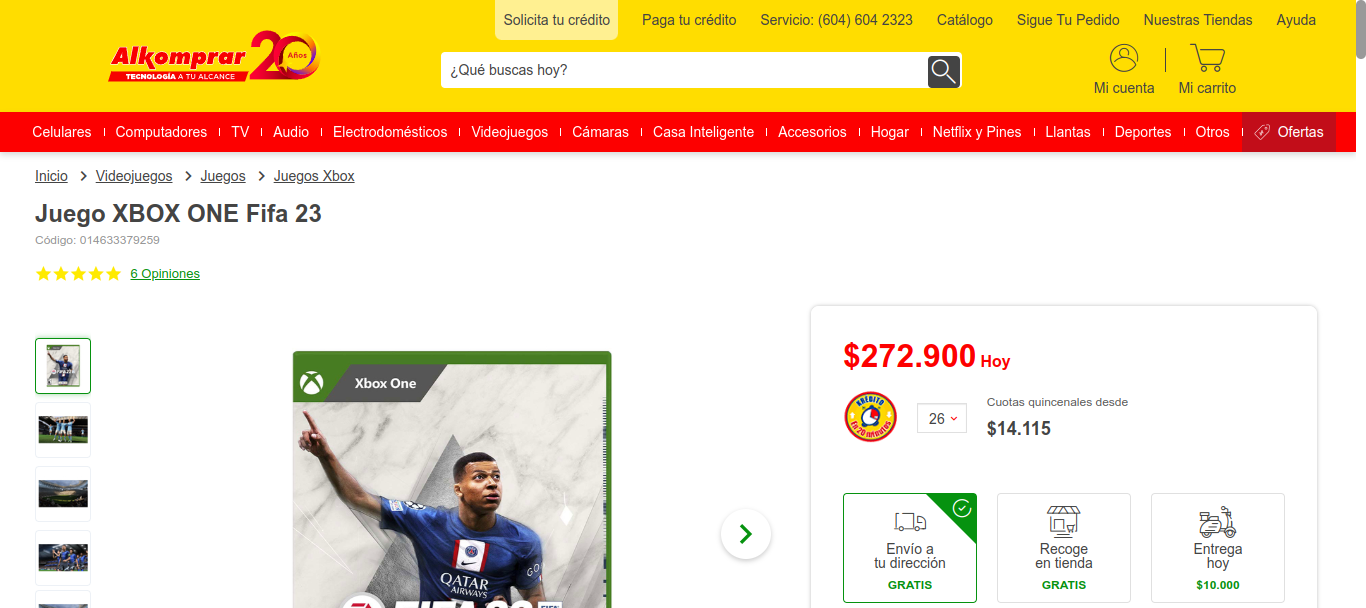 Solicita tu crédito
Paga tu crédito
Servicio: (604) 604 2323
Catálogo
Sigue Tu Pedido
Nuestras Tiendas
Ayuda
Alkomprar 20 Años
TECNOLOGÍA A TU ALCANCE
¿Qué buscas hoy?
Mi cuenta
Mi carrito
Celulares
Computadores
TV
Audio
Electrodomésticos
Videojuegos
Cámaras
Casa Inteligente
Accesorios
Hogar
Netflix y Pines
Llantas
Deportes
Otros
Ofertas
Inicio
Videojuegos
Juegos
Juegos Xbox
Juego XBOX ONE Fifa 23
Código: 014633379259
6 Opiniones
Xbox One
QATAR
AIRWAYS
GO
$272.900 Hoy
KREDITO
En 20 minutos
26
Cuotas quincenales desde
$14.115
Envío a
tu dirección
GRATIS
Recoge
en tienda
GRATIS
Entrega
hoy
$10.000